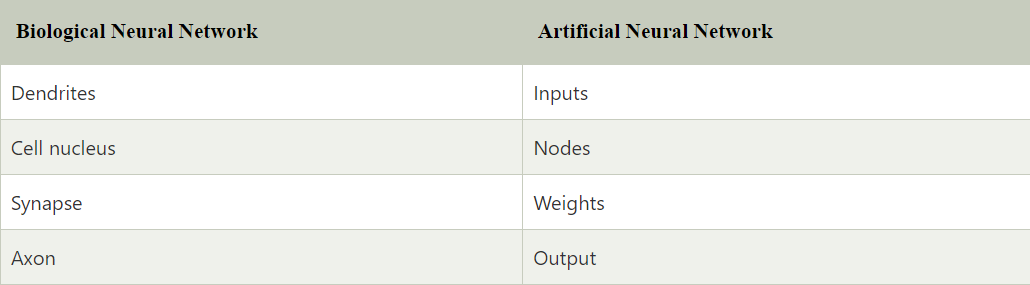 Biological Neural Network Artificial Neural Network
Dendrites Inputs
Cell nucleus Nodes
Synapse Weights
Axon Output